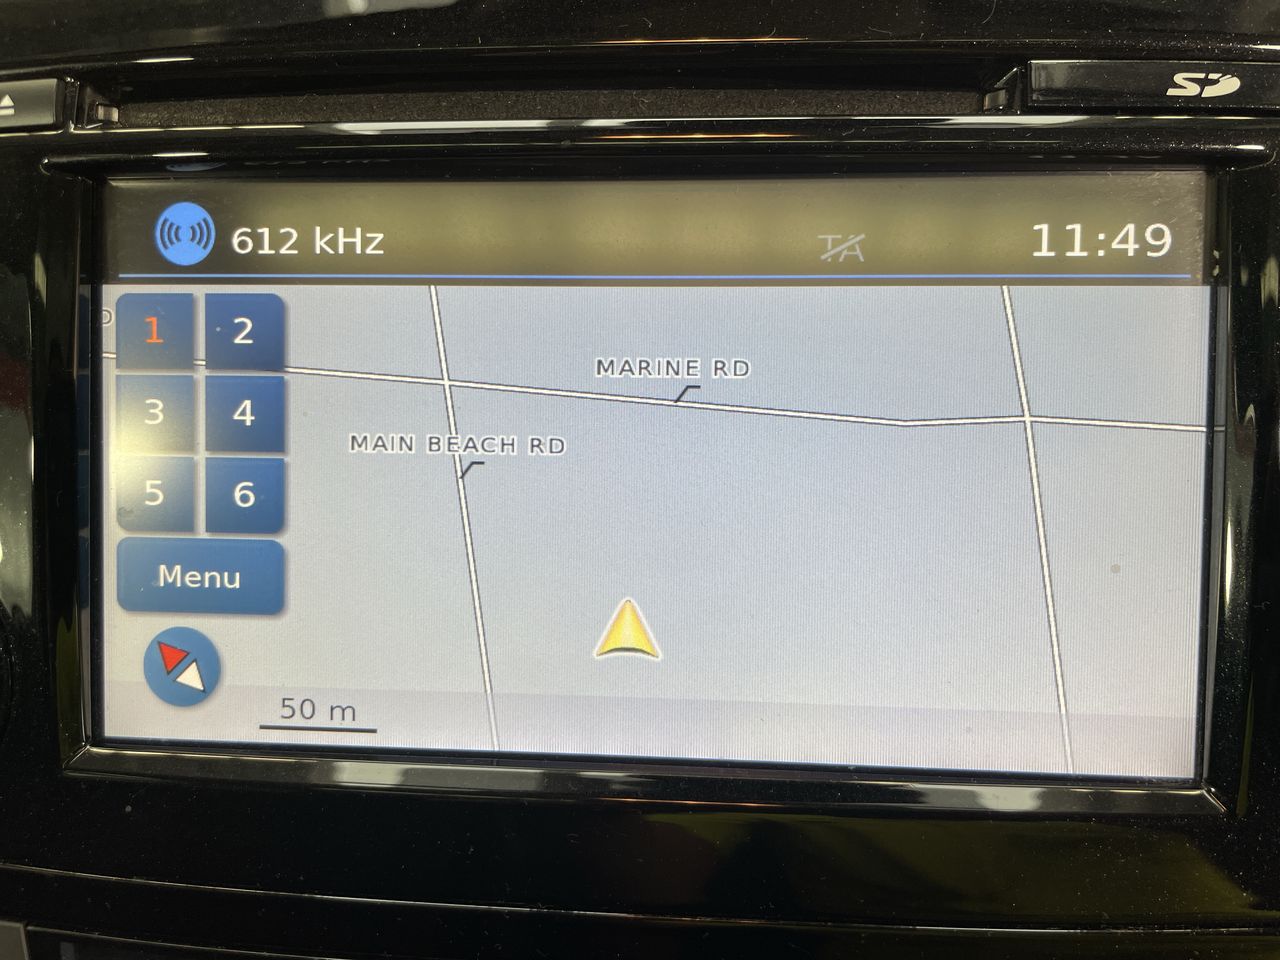 SD
612 kHz
TA
11:49
1 2
3 4
5 6
MARINE RD
MAIN BEACH RD
Menu
50 m